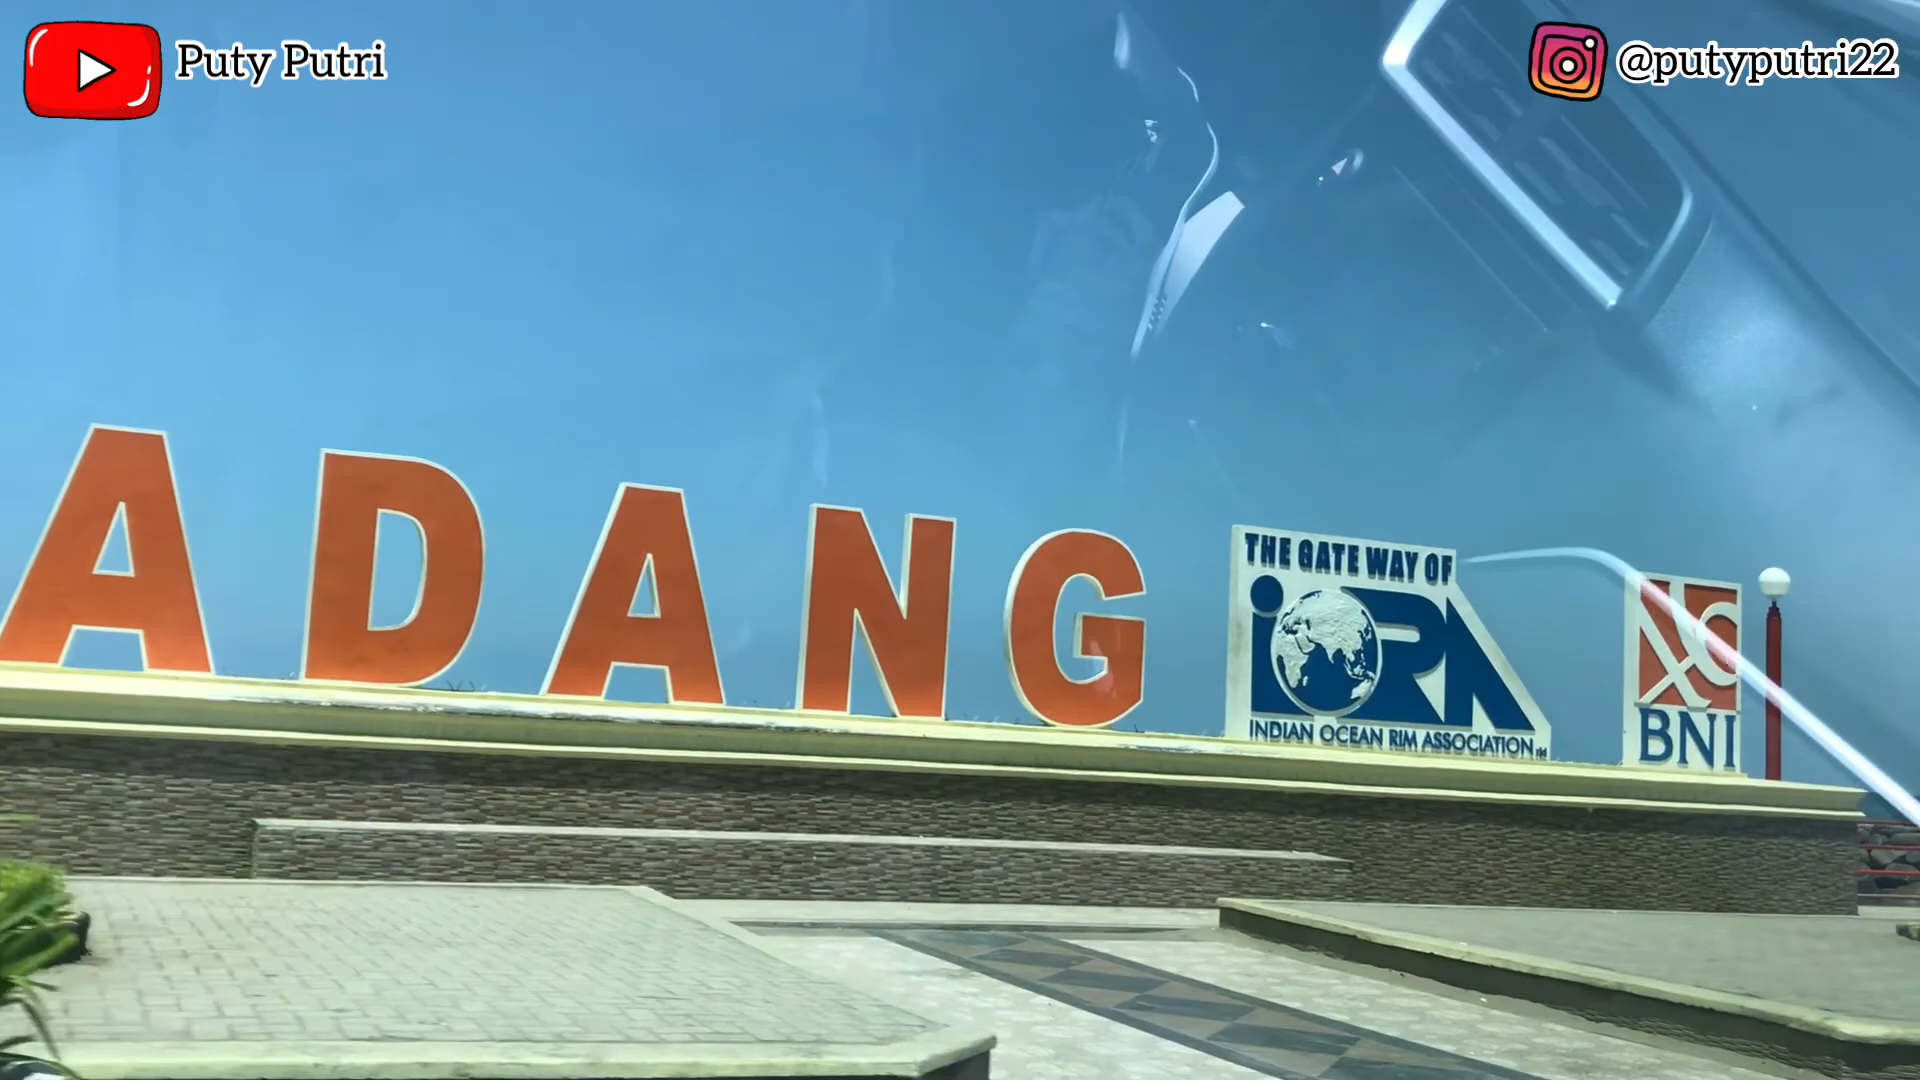 Puty Putri
@putyputri22
ADANG
THE GATE WAY OF
iORA
INDIAN OCEAN RIM ASSOCIATION
BNI